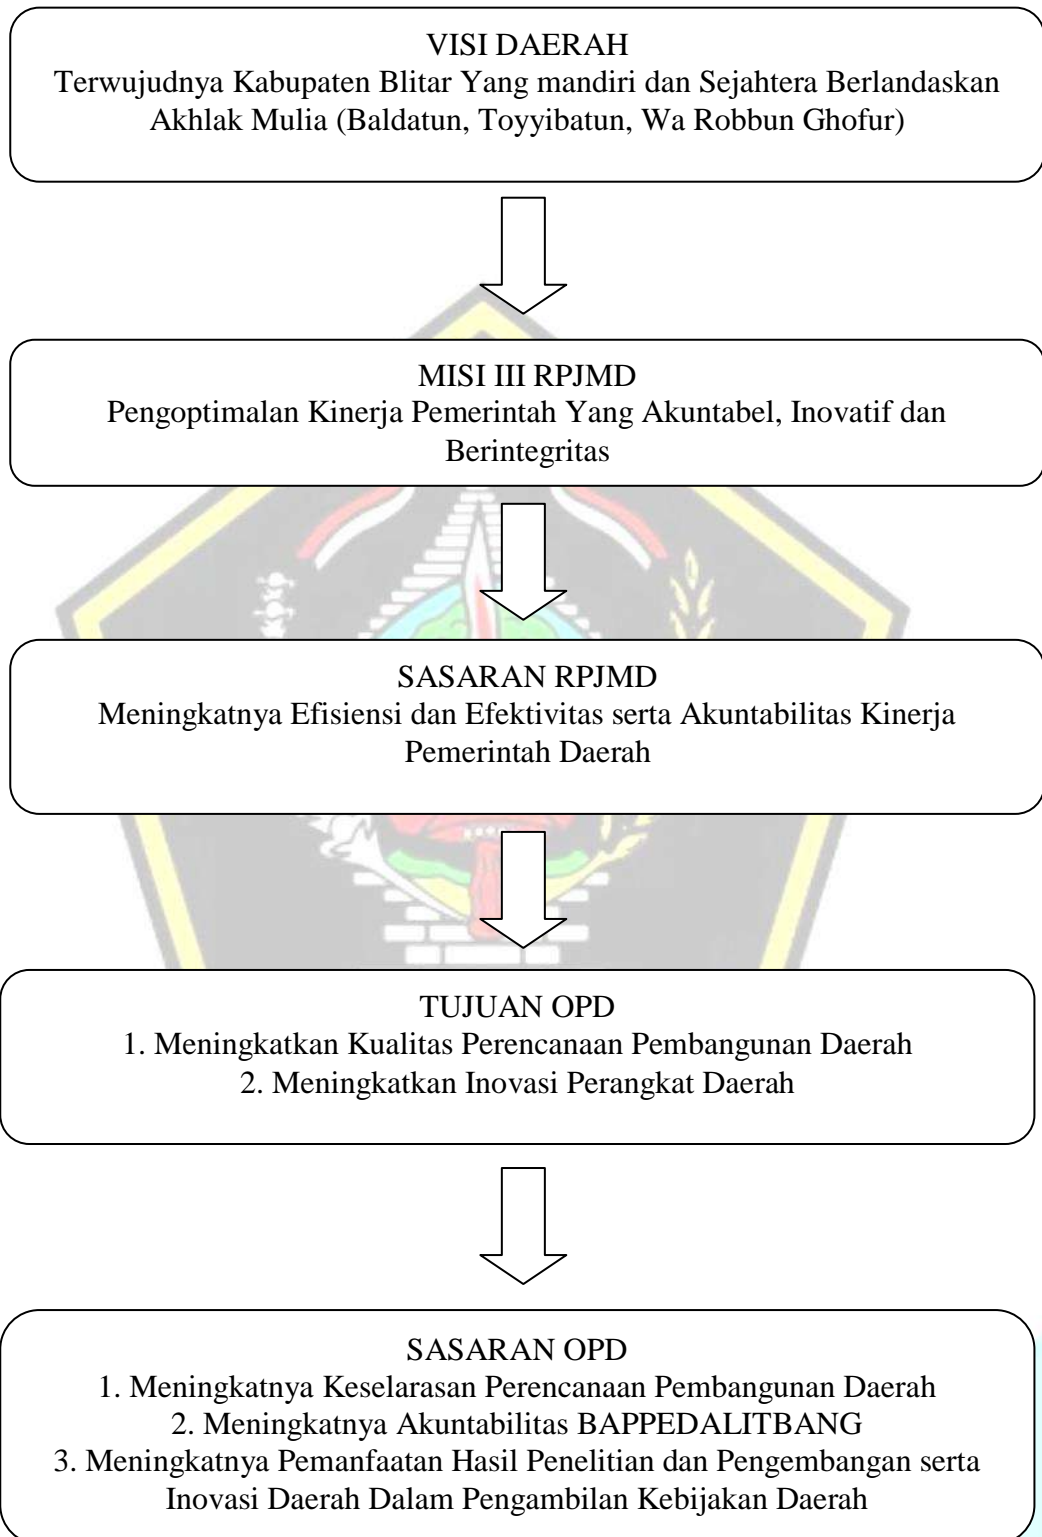 VISI DAERAH
Terwujudnya Kabupaten Blitar Yang mandiri dan Sejahtera Berlandaskan
Akhlak Mulia (Baldatun, Toyyibatun, Wa Robbun Ghofur)
MISI III RPJMD
Pengoptimalan Kinerja Pemerintah Yang Akuntabel, Inovatif dan
Berintegritas
SASARAN RPJMD
Meningkatnya Efisiensi dan Efektivitas serta Akuntabilitas Kinerja
Pemerintah Daerah
TUJUAN OPD
1. Meningkatkan Kualitas Perencanaan Pembangunan Daerah
2. Meningkatkan Inovasi Perangkat Daerah
SASARAN OPD
1. Meningkatnya Keselarasan Perencanaan Pembangunan Daerah
2. Meningkatnya Akuntabilitas BAPPEDALITBANG
3. Meningkatnya Pemanfaatan Hasil Penelitian dan Pengembangan serta
Inovasi Daerah Dalam Pengambilan Kebijakan Daerah